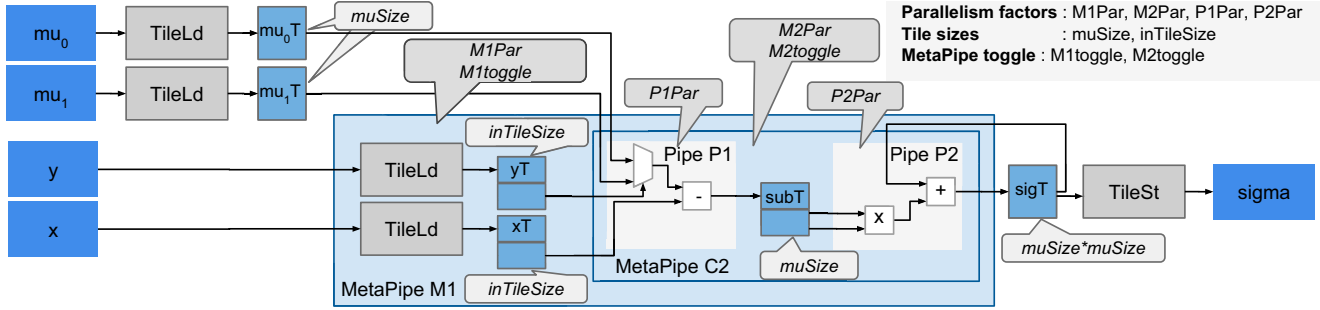 mu0
TileLd
mu0T
muSize
mu1
TileLd
mu1T
M1Par
M1toggle
M2Par
M2toggle
Parallelism factors : M1Par, M2Par, P1Par, P2Par
Tile sizes : muSize, inTileSize
MetaPipe toggle : M1toggle, M2toggle
P1Par
P2Par
inTileSize
Pipe P1
Pipe P2
y
TileLd
yT
x
TileLd
xT
-
subT
x
+
sigT
TileSt
sigma
muSize*muSize
muSize
MetaPipe C2
inTileSize
MetaPipe M1